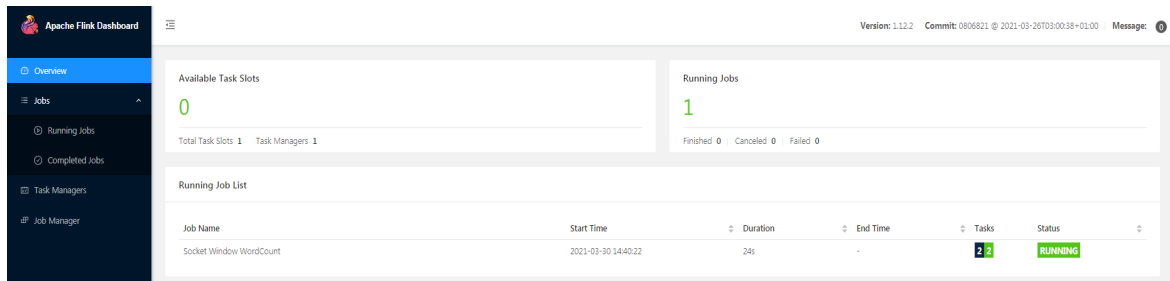 Apache Flink Dashboard
Version: 1.12.2 Commit: 0806821 @ 2021-03-26T03:00:38+01:00 Message: 0
Overview
Jobs
Running Jobs
Completed Jobs
Task Managers
Job Manager
Available Task Slots
0
Total Task Slots 1 Task Managers 1
Running Jobs
1
Finished 0 Canceled 0 Failed 0
Running Job List
Job Name Start Time Duration End Time Tasks Status
Socket Window WordCount 2021-03-30 14:40:22 24s - 2 2 RUNNING